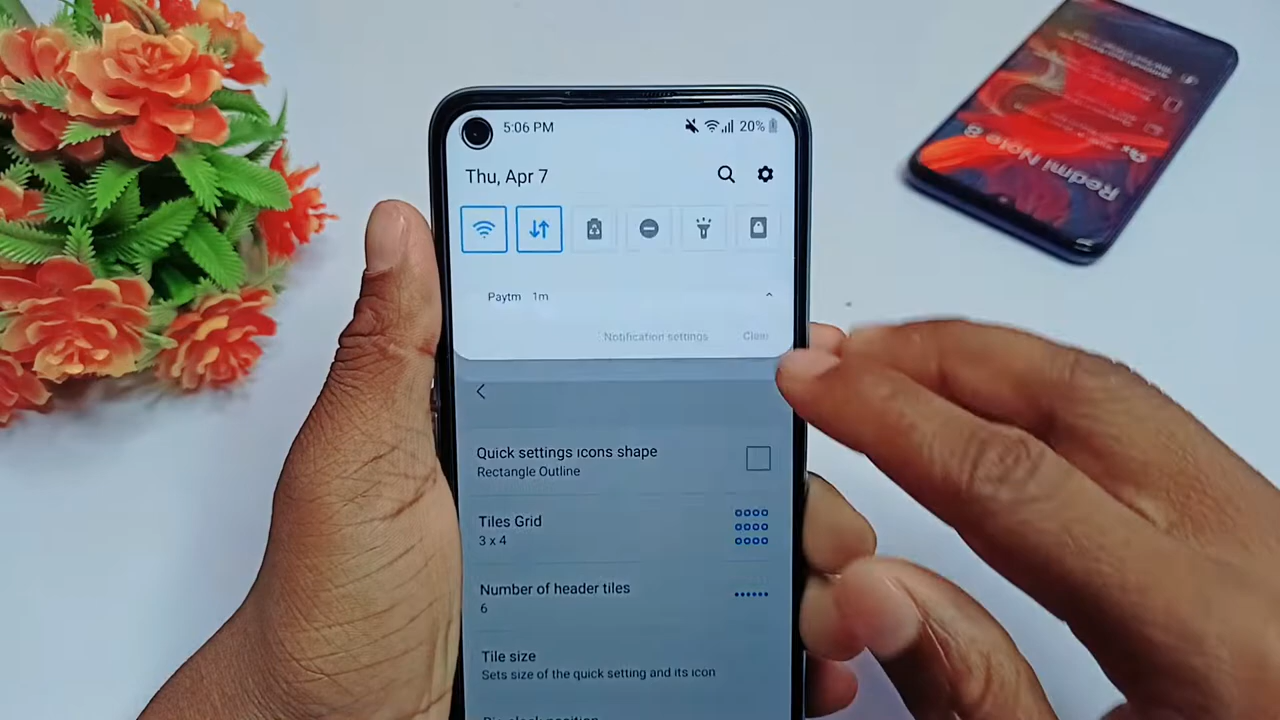 5:06 PM
20%
Thu, Apr 7
Paytm 1m
Notification settings Clear
Quick settings icons shape
Rectangle Outline
Tiles Grid
3 x 4
Number of header tiles
6
Tile size
Sets size of the quick setting and its icon
Redmi Note 8